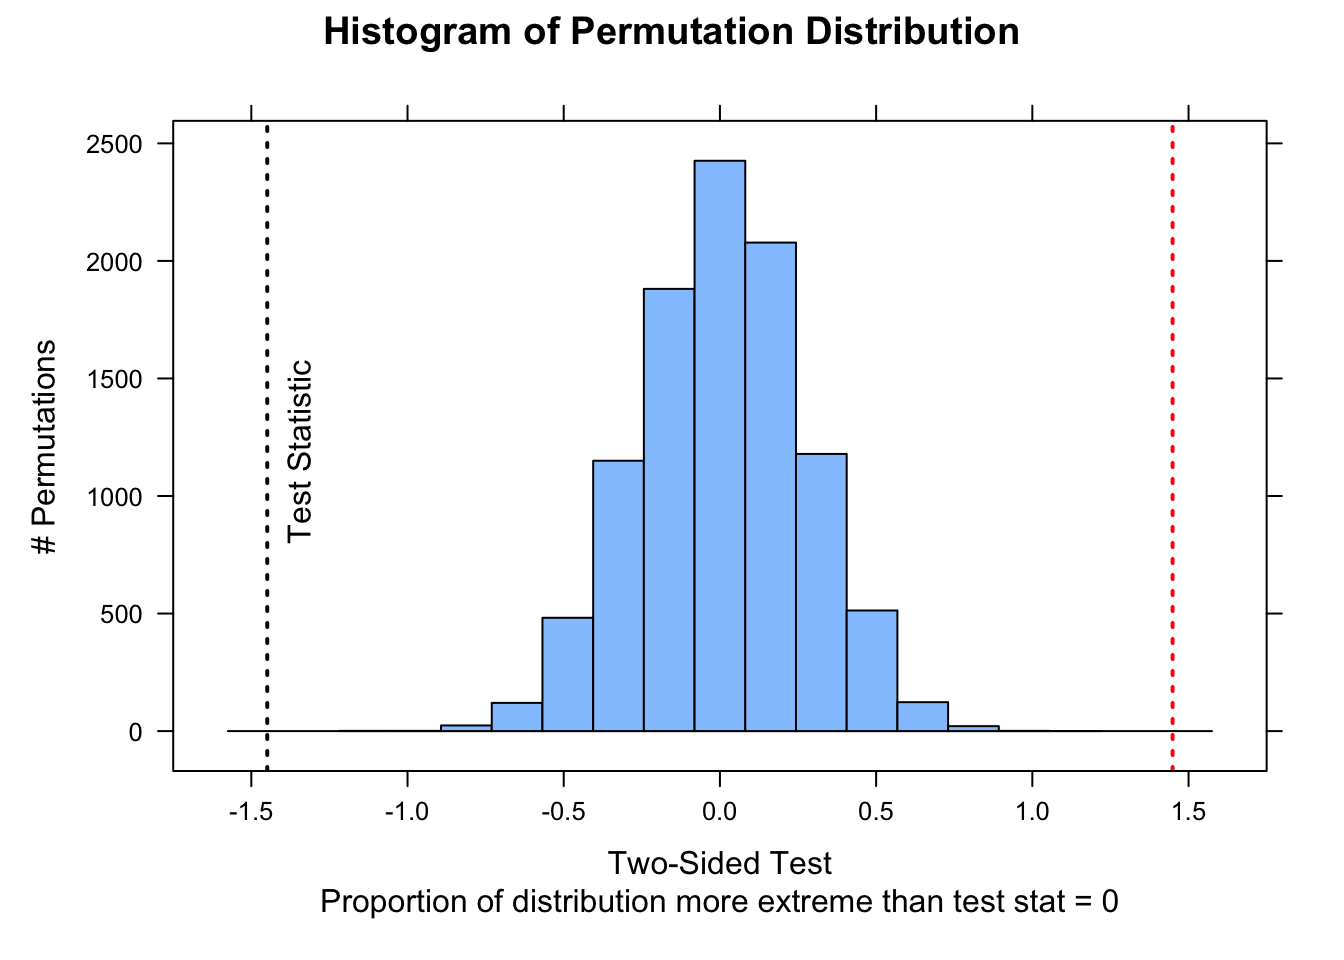 Histogram of Permutation Distribution
2500
2000
1500
1000
500
0
# Permutations
Test Statistic
-1.5 -1.0 -0.5 0.0 0.5 1.0 1.5
Two-Sided Test
Proportion of distribution more extreme than test stat = 0